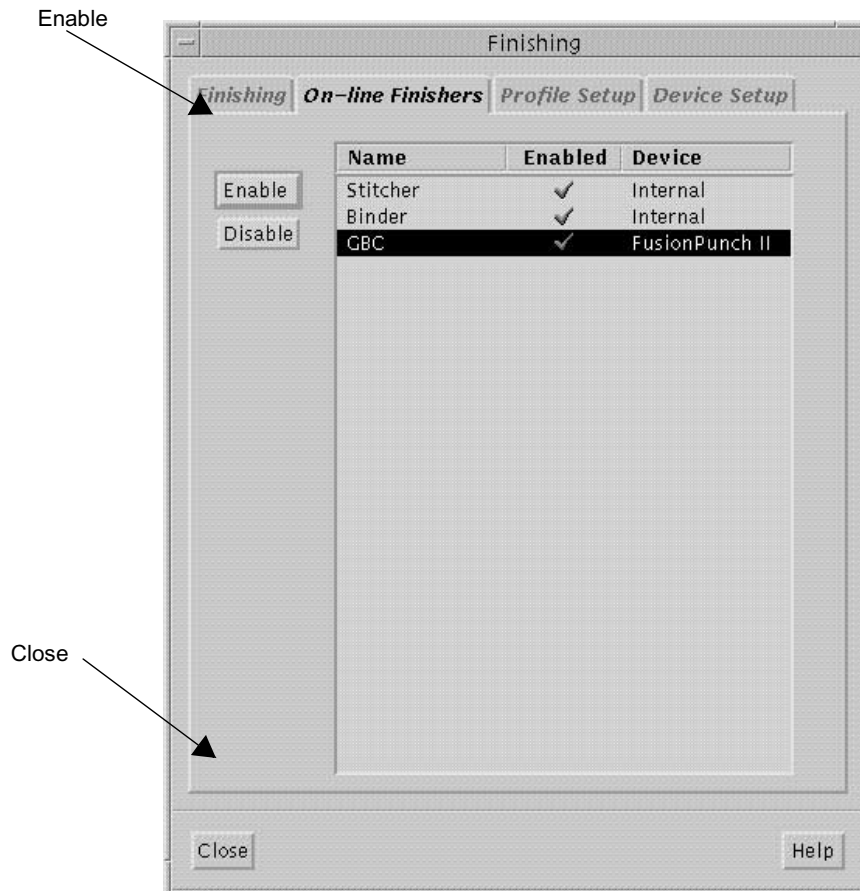 Enable
Finishing
Finishing On-line Finishers Profile Setup Device Setup
Name Enabled Device
Enable
Stitcher ✓ Internal
Binder ✓ Internal
Disable
GBC ✓ FusionPunch II
Close
Close Help